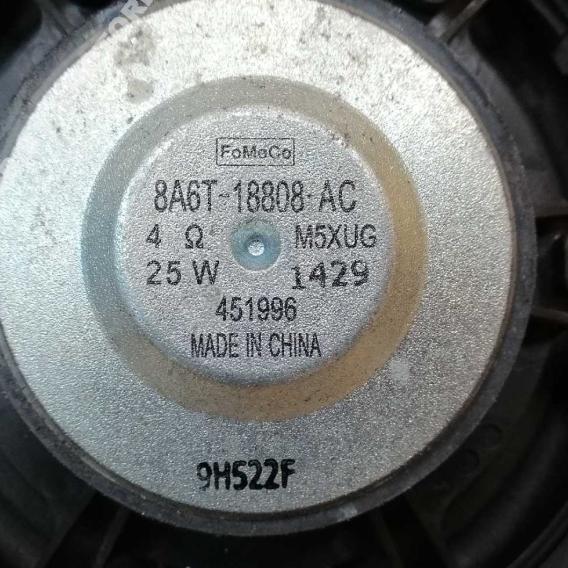 FoMoCo
8A6T-18808-AC
4 Ω M5XUG
25 W 1429
451996
MADE IN CHINA
9H522F